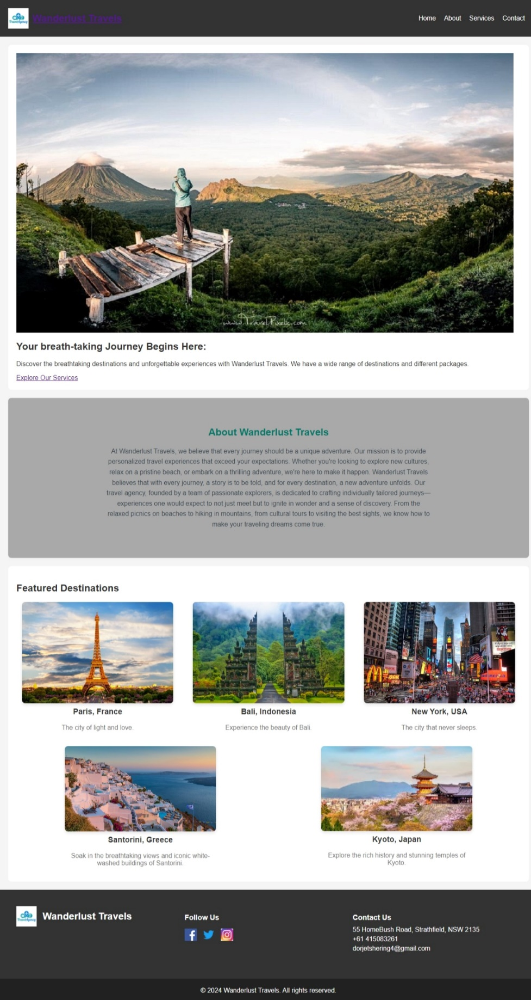 Wanderlust Travels
Home About Services Contact
www.TravelPixelz.com
Your breath-taking Journey Begins Here:
Discover the breathtaking destinations and unforgettable experiences with Wanderlust Travels. We have a wide range of destinations and different packages.
Explore Our Services
About Wanderlust Travels
At Wanderlust Travels, we believe that every journey should be a unique adventure. Our mission is to provide
personalized travel experiences that exceed your expectations. Whether you're looking to explore new cultures,
relax on a pristine beach, or embark on a thrilling adventure, we're here to make it happen. Wanderlust Travels
believes that with every journey, a story is to be told, and for every destination, a new adventure unfolds. Our
travel agency, founded by a team of passionate explorers, is dedicated to crafting individually tailored journeys—
experiences one would expect to not just meet but to ignite in wonder and a sense of discovery. From the
relaxed picnics on beaches to hiking in mountains, from cultural tours to visiting the best sights, we know how to
make your traveling dreams come true.
Featured Destinations
Paris, France
The city of light and love.
Bali, Indonesia
Experience the beauty of Bali.
New York, USA
The city that never sleeps.
Santorini, Greece
Soak in the breathtaking views and iconic white-
washed buildings of Santorini.
Kyoto, Japan
Explore the rich history and stunning temples of
Kyoto.
Wanderlust Travels
Follow Us
Contact Us
55 HomeBush Road, Strathfield, NSW 2135
+61 415083261
dorjetshering4@gmail.com
© 2024 Wanderlust Travels. All rights reserved.